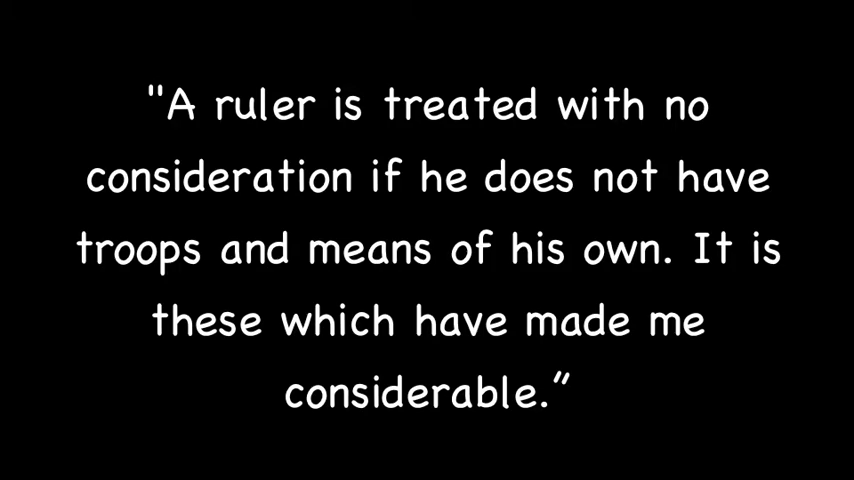 "A ruler is treated with no
consideration if he does not have
troops and means of his own. It is
these which have made me
considerable.”